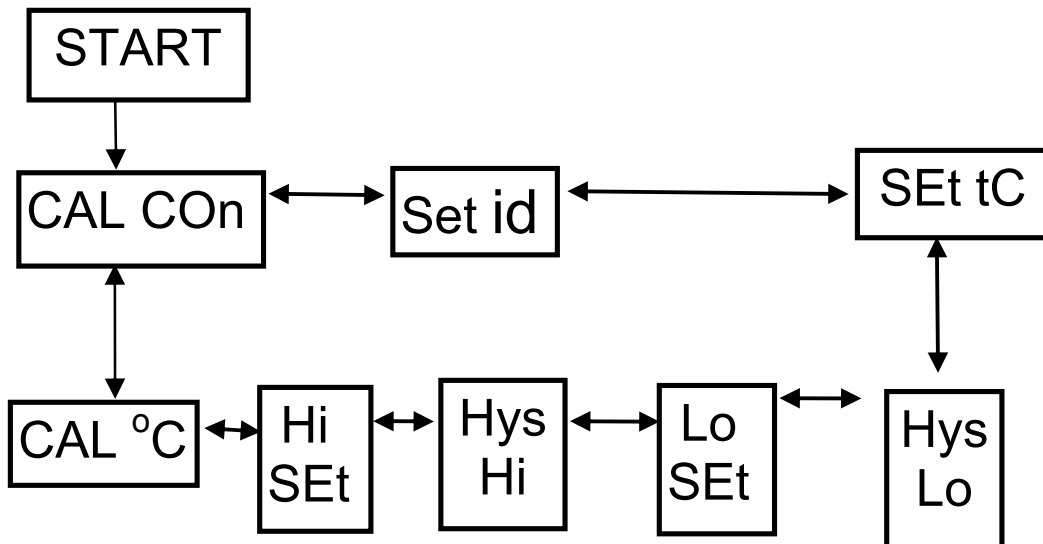 START
CAL COn
Set id
SEt tC
CAL °C
Hi
SEt
Hys
Hi
Lo
SEt
Hys
Lo